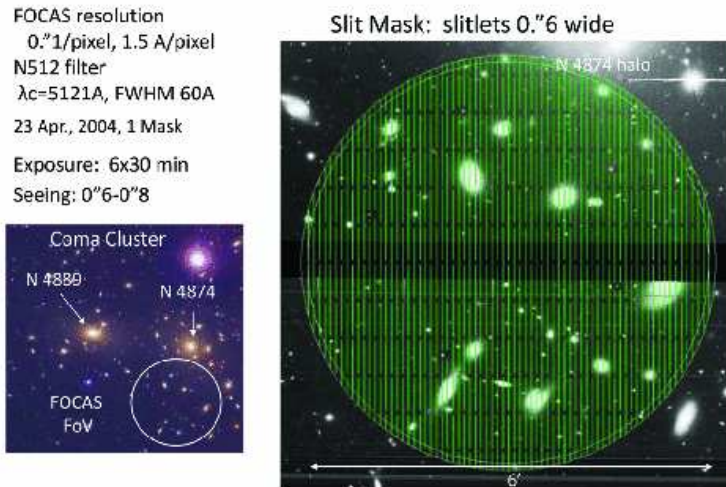 FOCAS resolution
0."1/pixel, 1.5 A/pixel
N512 filter
λc=5121A, FWHM 60A
23 Apr., 2004, 1 Mask
Exposure: 6x30 min
Seeing: 0"6-0"8
Coma Cluster
N 4889
N 4874
FOCAS
FoV
Slit Mask: slitlets 0."6 wide
N 4874 halo
6'